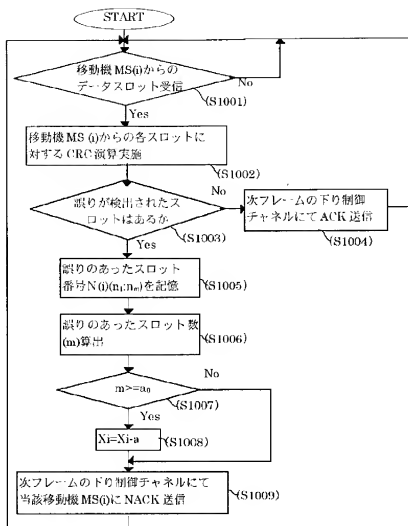 START
移動機MS(i)からの
データスロット受信
No
(S1001)
Yes
移動機MS (i)からの各スロットに
対するCRC演算実施
(S1002)
誤りが検出されたス
ロットはあるか
No
(S1003)
次フレームの下り制御
チャネルにて ACK 送信
(S1004)
Yes
誤りのあったスロット
番号N(i)(n1:nm)を記憶
(S1005)
誤りのあったスロット数
(m)算出
(S1006)
No
m>=a0
(S1007)
Yes
Xi=Xi-a
(S1008)
次フレームの下り制御チャネルにて
当該移動機MS(i)にNACK送信
(S1009)